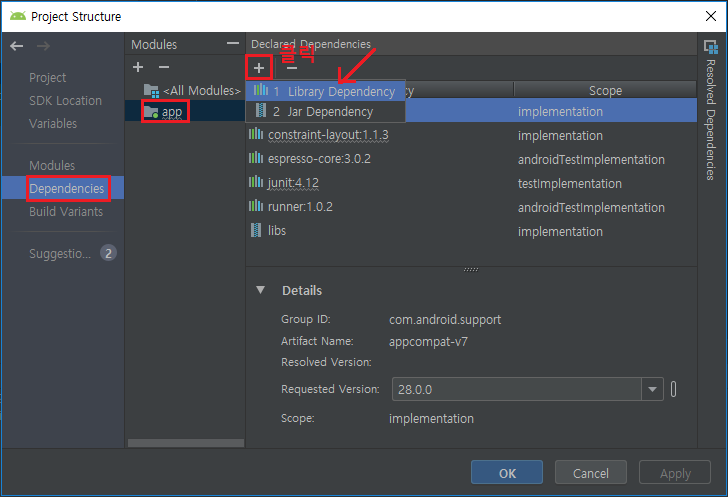 Project Structure
Project
SDK Location
Variables
Modules
Dependencies
Build Variants
Suggestio...
2
Modules
<All Modules>
app
Declared Dependencies
클릭
1 Library Dependency
2 Jar Dependency
cy
Scope
implementation
constraint-layout:1.1.3 implementation
espresso-core:3.0.2 androidTestImplementation
junit:4.12 testImplementation
runner:1.0.2 androidTestImplementation
libs implementation
Details
Group ID: com.android.support
Artifact Name: appcompat-v7
Resolved Version:
Requested Version: 28.0.0
Scope: implementation
Resolved Dependencies
OK
Cancel
Apply